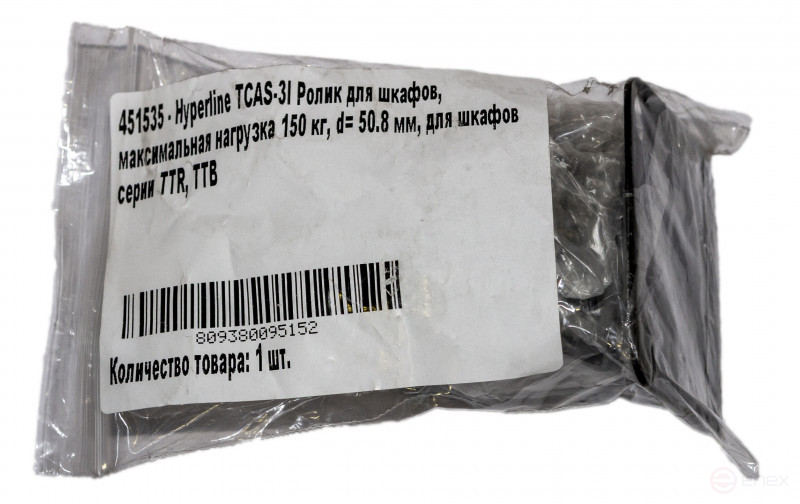 451535 - Hyperline TCAS-3I Ролик для шкафов,
максимальная нагрузка 150 кг, d= 50.8 мм, для шкафов
серии TTR, TTB
809380095152
Количество товара: 1 шт.
enex